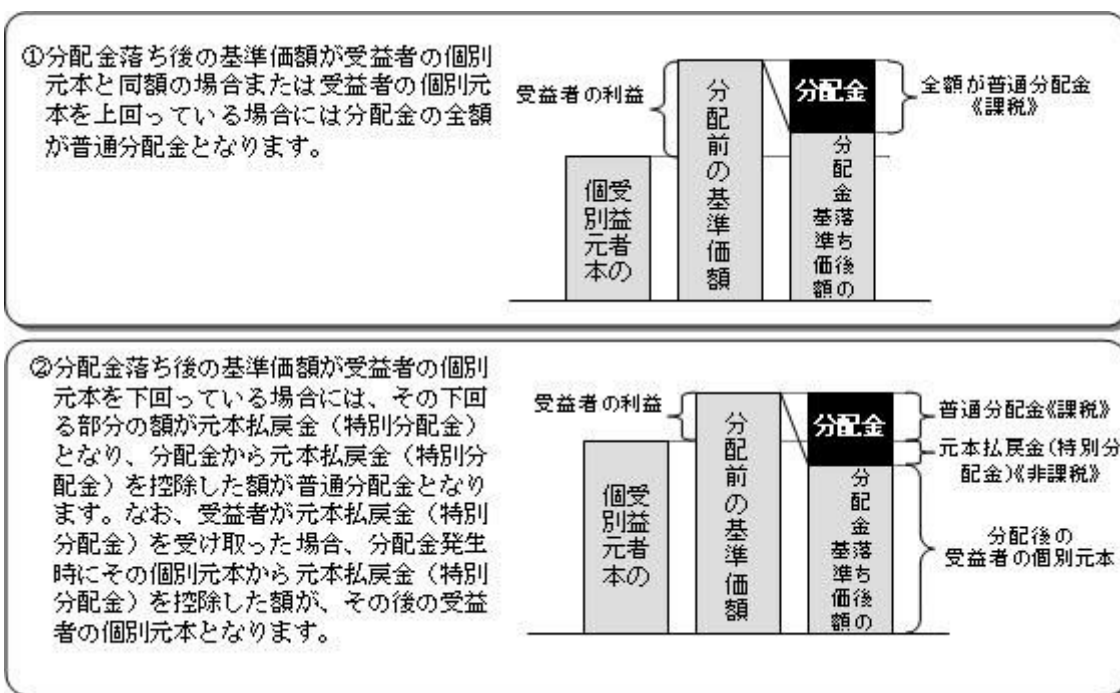 ①分配金落ち後の基準価額が受益者の個別
元本と同額の場合または受益者の個別元
本を上回っている場合には分配金の全額
が普通分配金となります。
受益者の利益
受益者の
個別元本
分配前の基準価額
分配金
分配金落ち後の
基準価額
全額が普通分配金
《課税》
②分配金落ち後の基準価額が受益者の個別
元本を下回っている場合には、その下回
る部分の額が元本払戻金（特別分配金）
となり、分配金から元本払戻金（特別分
配金）を控除した額が普通分配金となり
ます。なお、受益者が元本払戻金（特別
分配金）を受け取った場合、分配金発生
時にその個別元本から元本払戻金（特別
分配金）を控除した額が、その後の受益
者の個別元本となります。
受益者の利益
受益者の
個別元本
分配前の基準価額
分配金
分配金落ち後の
基準価額
普通分配金《課税》
元本払戻金(特別分
配金)《非課税》
分配後の
受益者の個別元本